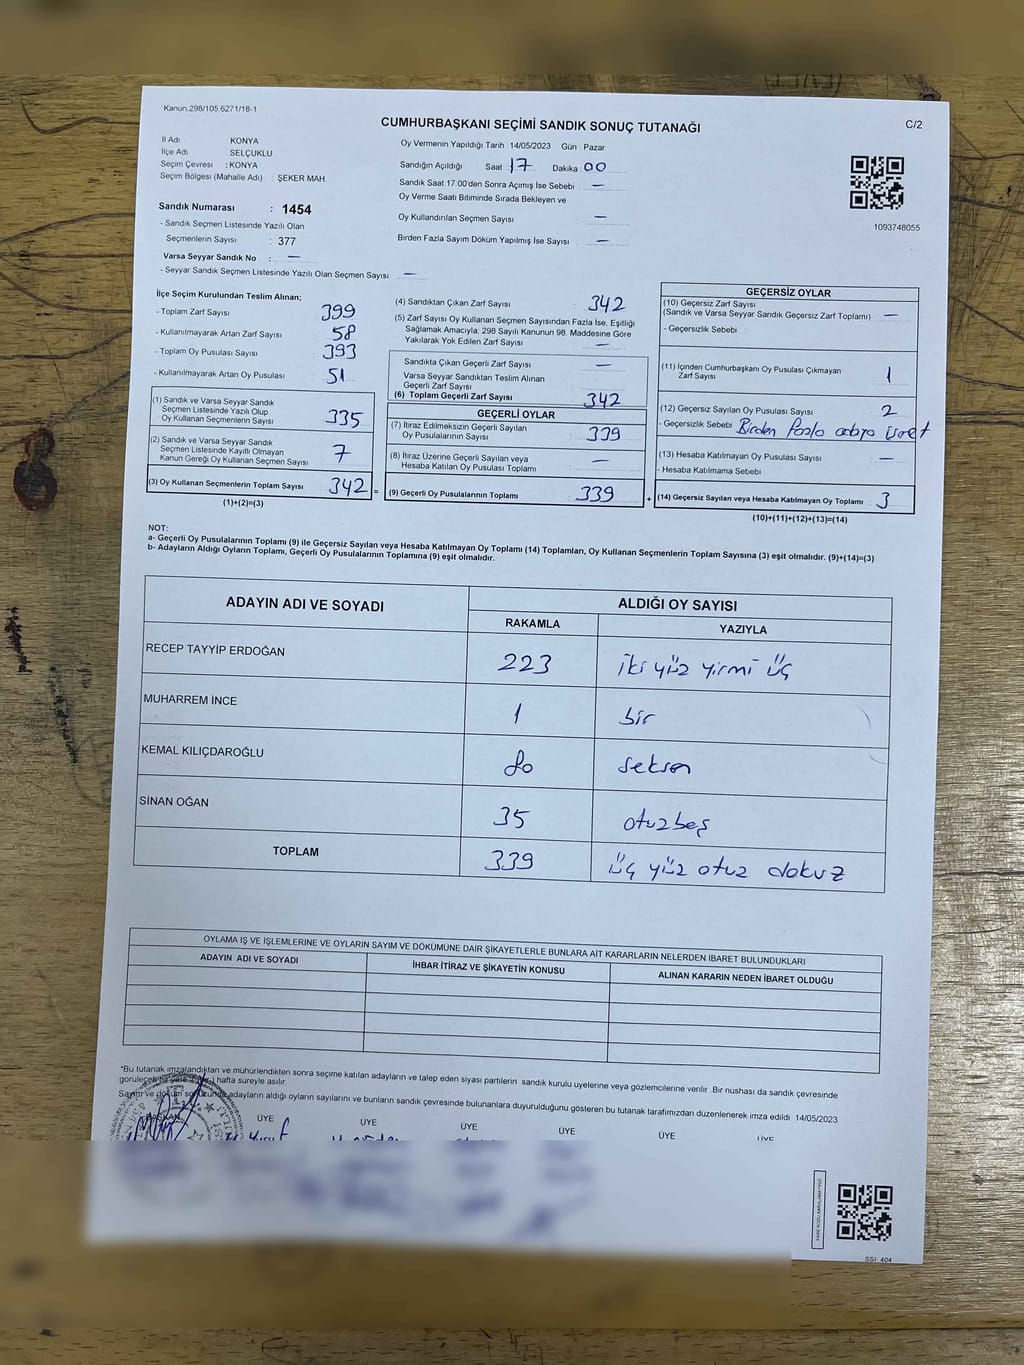 Kanun.298/105.6271/18-1
C/2
CUMHURBAŞKANI SEÇİMİ SANDIK SONUÇ TUTANAĞI
İl Adı KONYA
İlçe Adı SELÇUKLU
Seçim Çevresi : KONYA
Seçim Bölgesi (Mahalle Adı) : ŞEKER MAH.
Sandık Numarası : 1454
- Sandık Seçmen Listesinde Yazılı Olan
Seçmenlerin Sayısı : 377
Varsa Seyyar Sandık No : —
- Seyyar Sandık Seçmen Listesinde Yazılı Olan Seçmen Sayısı : —
Oy Vermenin Yapıldığı Tarih :14/05/2023 Gün : Pazar
Sandığın Açıldığı Saat 17 Dakika 00
Sandık Saat 17:00'den Sonra Açılmış İse Sebebi : —
Oy Verme Saati Bitiminde Sırada Bekleyen ve
Oy Kullandırılan Seçmen Sayısı : —
Birden Fazla Sayım Döküm Yapılmış İse Sayısı : —
1093748055
İlçe Seçim Kurulundan Teslim Alınan;
- Toplam Zarf Sayısı : 399
- Kullanılmayarak Artan Zarf Sayısı : 58
- Toplam Oy Pusulası Sayısı : 393
- Kullanılmayarak Artan Oy Pusulası : 51
(1) Sandık ve Varsa Seyyar Sandık
Seçmen Listesinde Yazılı Olup
Oy Kullanan Seçmenlerin Sayısı : 335
(2) Sandık ve Varsa Seyyar Sandık
Seçmen Listesinde Kayıtlı Olmayan
Kanun Gereği Oy Kullanan Seçmen Sayısı : 7
(3) Oy Kullanan Seçmenlerin Toplam Sayısı : 342 =
(1)+(2)=(3)
(4) Sandıktan Çıkan Zarf Sayısı : 342
(5) Zarf Sayısı Oy Kullanan Seçmen Sayısından Fazla İse, Eşitliği
Sağlamak Amacıyla; 298 Sayılı Kanunun 98. Maddesine Göre
Yakılarak Yok Edilen Zarf Sayısı : —
Sandıkta Çıkan Geçerli Zarf Sayısı : —
Varsa Seyyar Sandıktan Teslim Alınan
Geçerli Zarf Sayısı
(6) Toplam Geçerli Zarf Sayısı : 342
GEÇERLİ OYLAR
(7) İtiraz Edilmeksizin Geçerli Sayılan
Oy Pusulalarının Sayısı : 339
(8) İtiraz Üzerine Geçerli Sayılan veya
Hesaba Katılan Oy Pusulası Toplamı : —
(9) Geçerli Oy Pusulalarının Toplamı : 339 +
GEÇERSİZ OYLAR
(10) Geçersiz Zarf Sayısı
(Sandık ve Varsa Seyyar Sandık Geçersiz Zarf Toplamı) : —
- Geçersizlik Sebebi :
(11) İçinden Cumhurbaşkanı Oy Pusulası Çıkmayan
Zarf Sayısı : 1
(12) Geçersiz Sayılan Oy Pusulası Sayısı : 2
- Geçersizlik Sebebi Birden fazla adaya işaret
(13) Hesaba Katılmayan Oy Pusulası Sayısı : —
- Hesaba Katılmama Sebebi
(14) Geçersiz Sayılan veya Hesaba Katılmayan Oy Toplamı : 3
(10)+(11)+(12)+(13)=(14)
NOT:
a- Geçerli Oy Pusulalarının Toplamı (9) ile Geçersiz Sayılan veya Hesaba Katılmayan Oy Toplamı (14) Toplamları, Oy Kullanan Seçmenlerin Toplam Sayısına (3) eşit olmalıdır. (9)+(14)=(3)
b- Adayların Aldığı Oyların Toplamı, Geçerli Oy Pusulalarının Toplamına (9) eşit olmalıdır.
ADAYIN ADI VE SOYADI
ALDIĞI OY SAYISI
RAKAMLA YAZIYLA
RECEP TAYYİP ERDOĞAN 223 iki yüz yirmi üç
MUHARREM İNCE 1 bir
KEMAL KILIÇDAROĞLU 80 seksen
SİNAN OĞAN 35 otuzbeş
TOPLAM 339 üç yüz otuz dokuz
OYLAMA İŞ VE İŞLEMLERİNE VE OYLARIN SAYIM VE DÖKÜMÜNE DAİR ŞİKAYETLERLE BUNLARA AİT KARARLARIN NELERDEN İBARET BULUNDUKLARI
ADAYIN ADI VE SOYADI İHBAR İTİRAZ VE ŞİKAYETİN KONUSU ALINAN KARARIN NEDEN İBARET OLDUĞU
*Bu tutanak imzalandıktan ve mühürlendikten sonra seçime katılan adayların ve talep eden siyasi partilerin sandık kurulu üyelerine veya gözlemcilerine verilir. Bir nüshası da sandık çevresinde
görülecek bir yere hafta süreyle asılır.
Sayım ve döküm sonucunda adayların aldığı oyların sayılarını ve bunların sandık çevresinde bulunanlara duyurulduğunu gösteren bu tutanak tarafımızdan düzenlenerek imza edildi. 14/05/2023
BAŞKAN ÜYE ÜYE ÜYE ÜYE ÜYE ÜYE
SSI_404